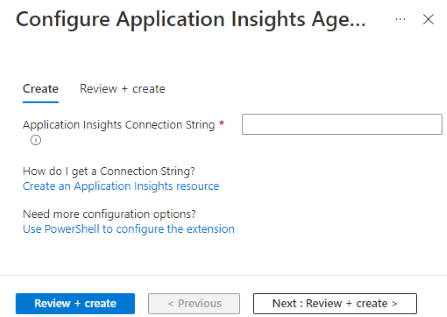 Configure Application Insights Age...
Create Review + create
Application Insights Connection String *
How do I get a Connection String?
Create an Application Insights resource
Need more configuration options?
Use PowerShell to configure the extension
Review + create < Previous Next : Review + create >